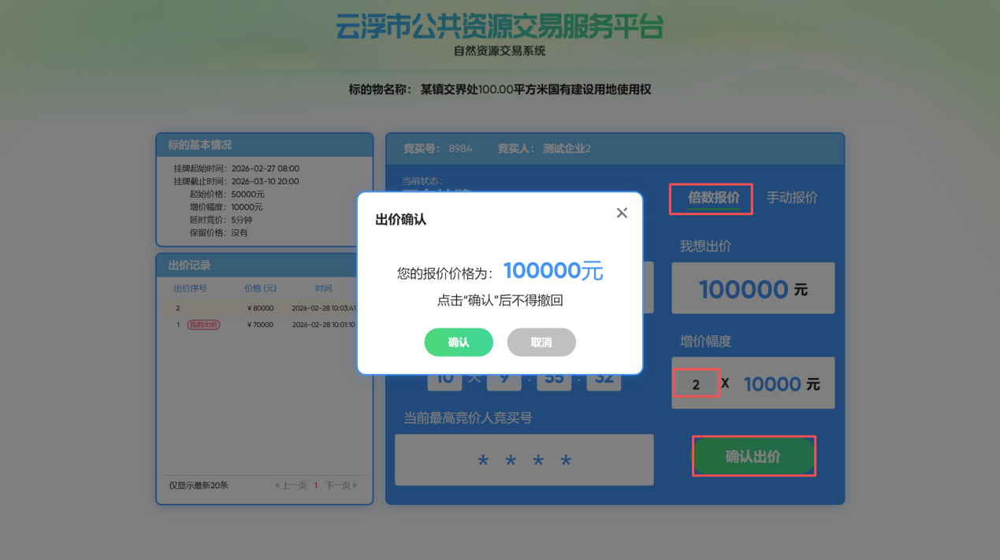 云浮市公共资源交易服务平台
自然资源交易系统
标的物名称： 某镇交界处100.00平方米国有建设用地使用权
标的基本情况
挂牌起始时间：2026-02-27 08:00
挂牌截止时间：2026-03-10 20:00
起始价格：50000元
增价幅度：10000元
延时竞价：5分钟
保留价格：没有
出价记录
出价序号 价格 (元) 时间
2 ￥80000 2026-02-28 10:03:41
1 我的出价 ￥70000 2026-02-28 10:01:10
仅显示最新20条 < 上一页 1 下一页 >
竞买号： 8984 竞买人： 测试企业2
当前状态:
出价确认
您的报价价格为： 100000元
点击“确认”后不得撤回
确认 取消
10 天 9 : 55 : 32
当前最高竞价人竞买号
* * * *
倍数报价 手动报价
我想出价
100000 元
增价幅度
2 X 10000 元
确认出价